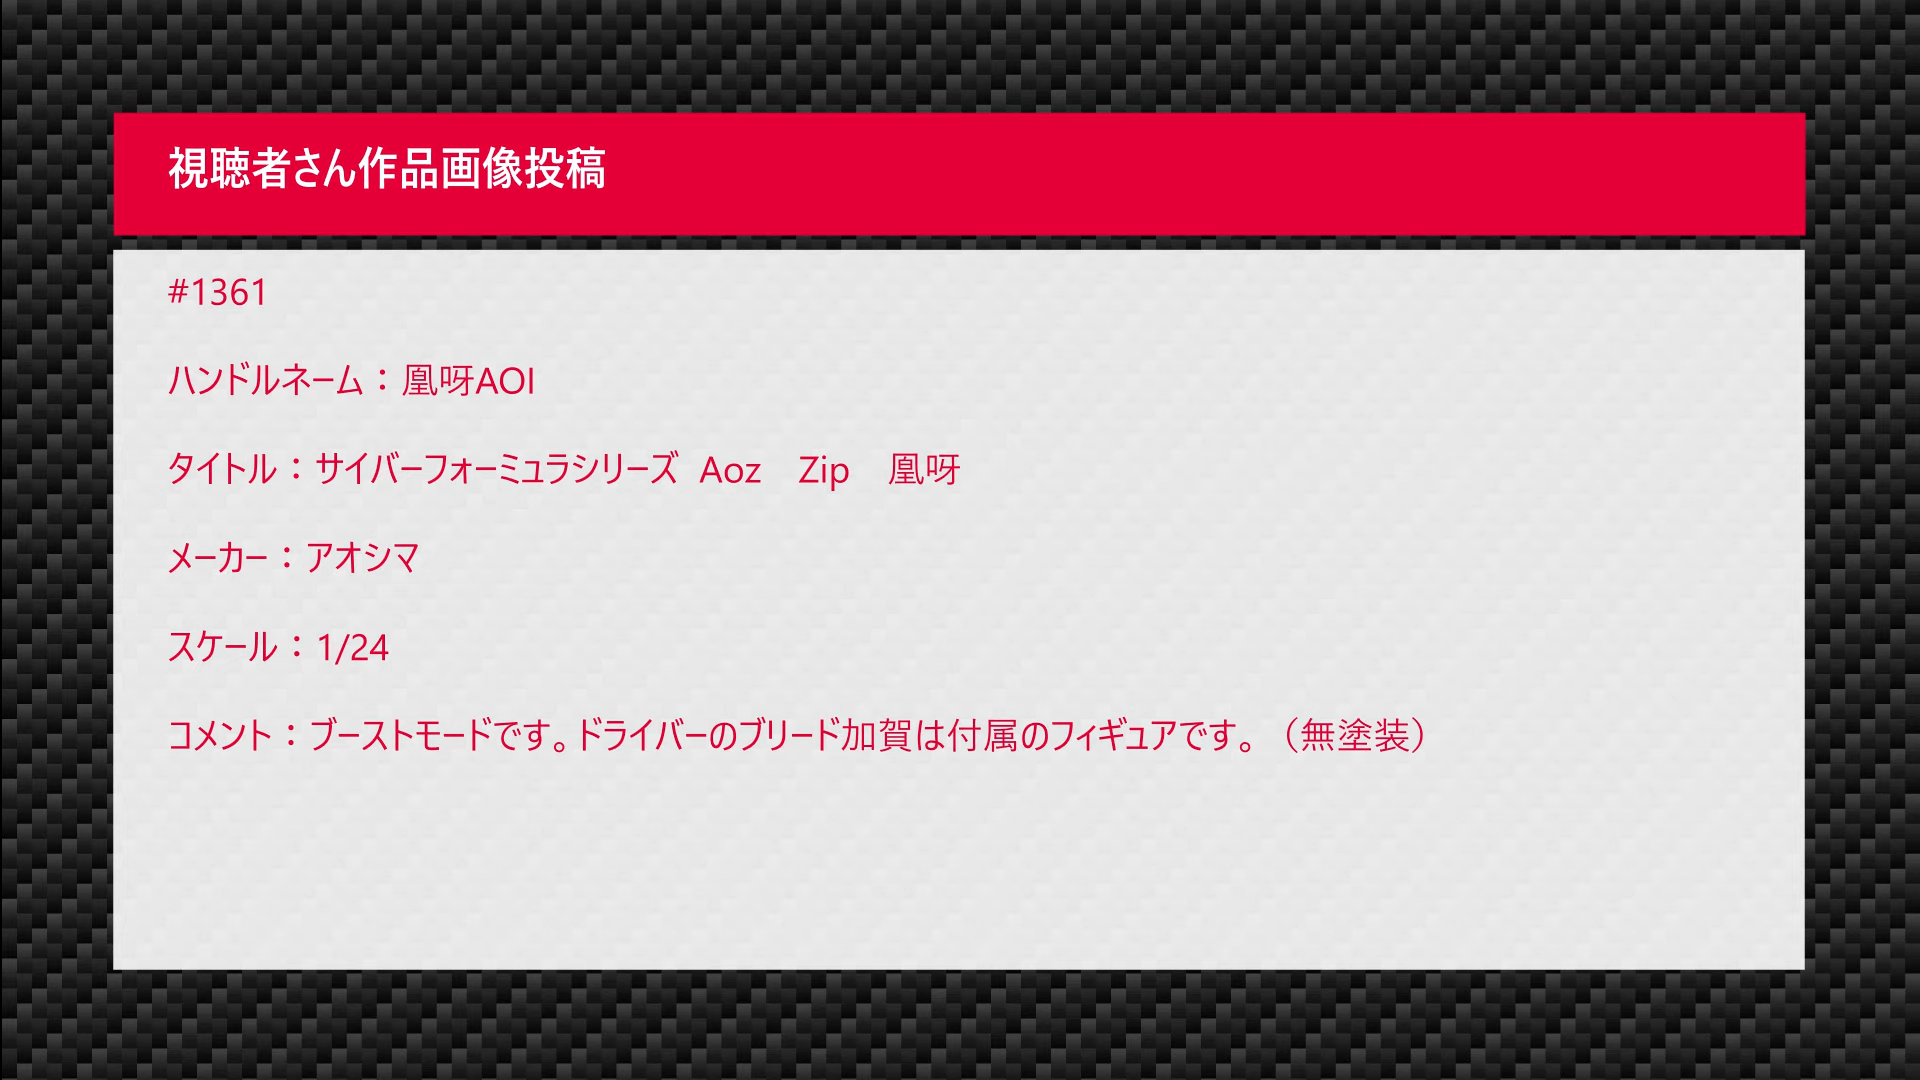 視聴者さん作品画像投稿
#1361
ハンドルネーム：凰呀AOI
タイトル：サイバーフォーミュラシリーズ Aoz　Zip　凰呀
メーカー：アオシマ
スケール：1/24
コメント：ブーストモードです。ドライバーのブリード加賀は付属のフィギュアです。（無塗装）